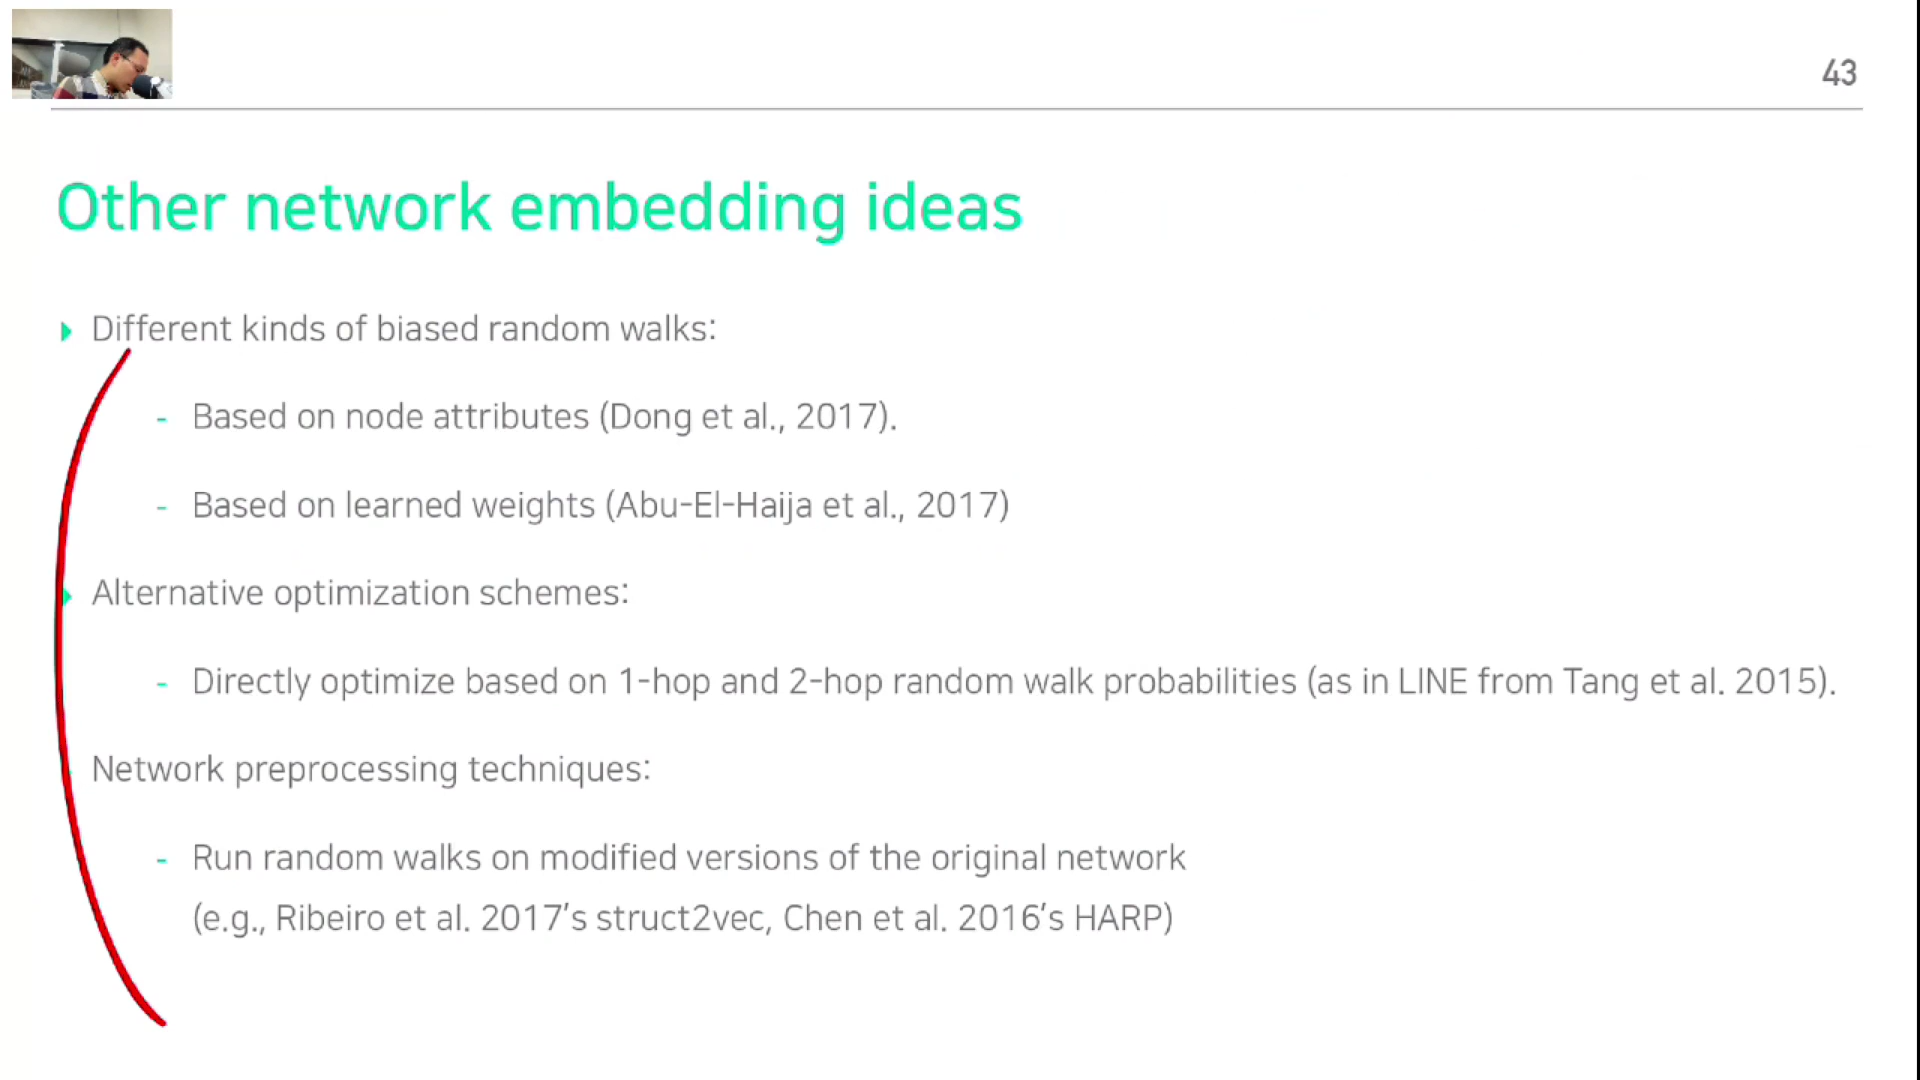 43
Other network embedding ideas
Different kinds of biased random walks:
- Based on node attributes (Dong et al., 2017).
- Based on learned weights (Abu-El-Haija et al., 2017)
Alternative optimization schemes:
- Directly optimize based on 1-hop and 2-hop random walk probabilities (as in LINE from Tang et al. 2015).
Network preprocessing techniques:
- Run random walks on modified versions of the original network
(e.g., Ribeiro et al. 2017's struct2vec, Chen et al. 2016's HARP)